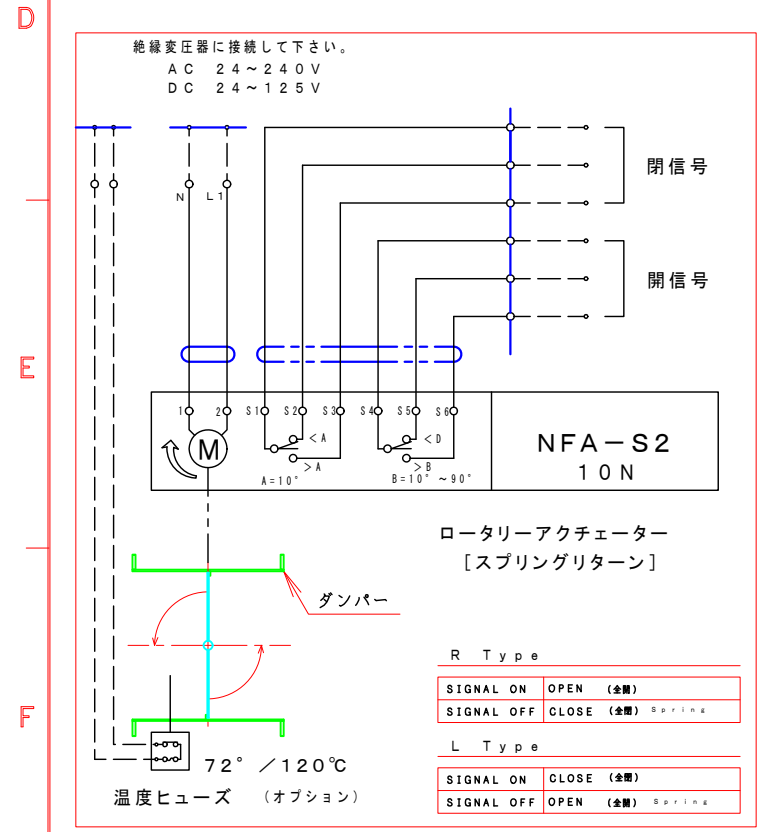 D
絶縁変圧器に接続して下さい。
AC 24~240V
DC 24~125V
N L1
閉信号
開信号
E
1 2 S1 S2 S3 S4 S5 S6
M
<A
>A
A=10°
<D
>B
B=10°~90°
NFA-S2
10N
ロータリーアクチェーター
[スプリングリターン]
ダンパー
F
72° /120℃
温度ヒューズ (オプション)
R Type
SIGNAL ON OPEN (全開)
SIGNAL OFF CLOSE (全閉) Spring
L Type
SIGNAL ON CLOSE (全閉)
SIGNAL OFF OPEN (全開) Spring